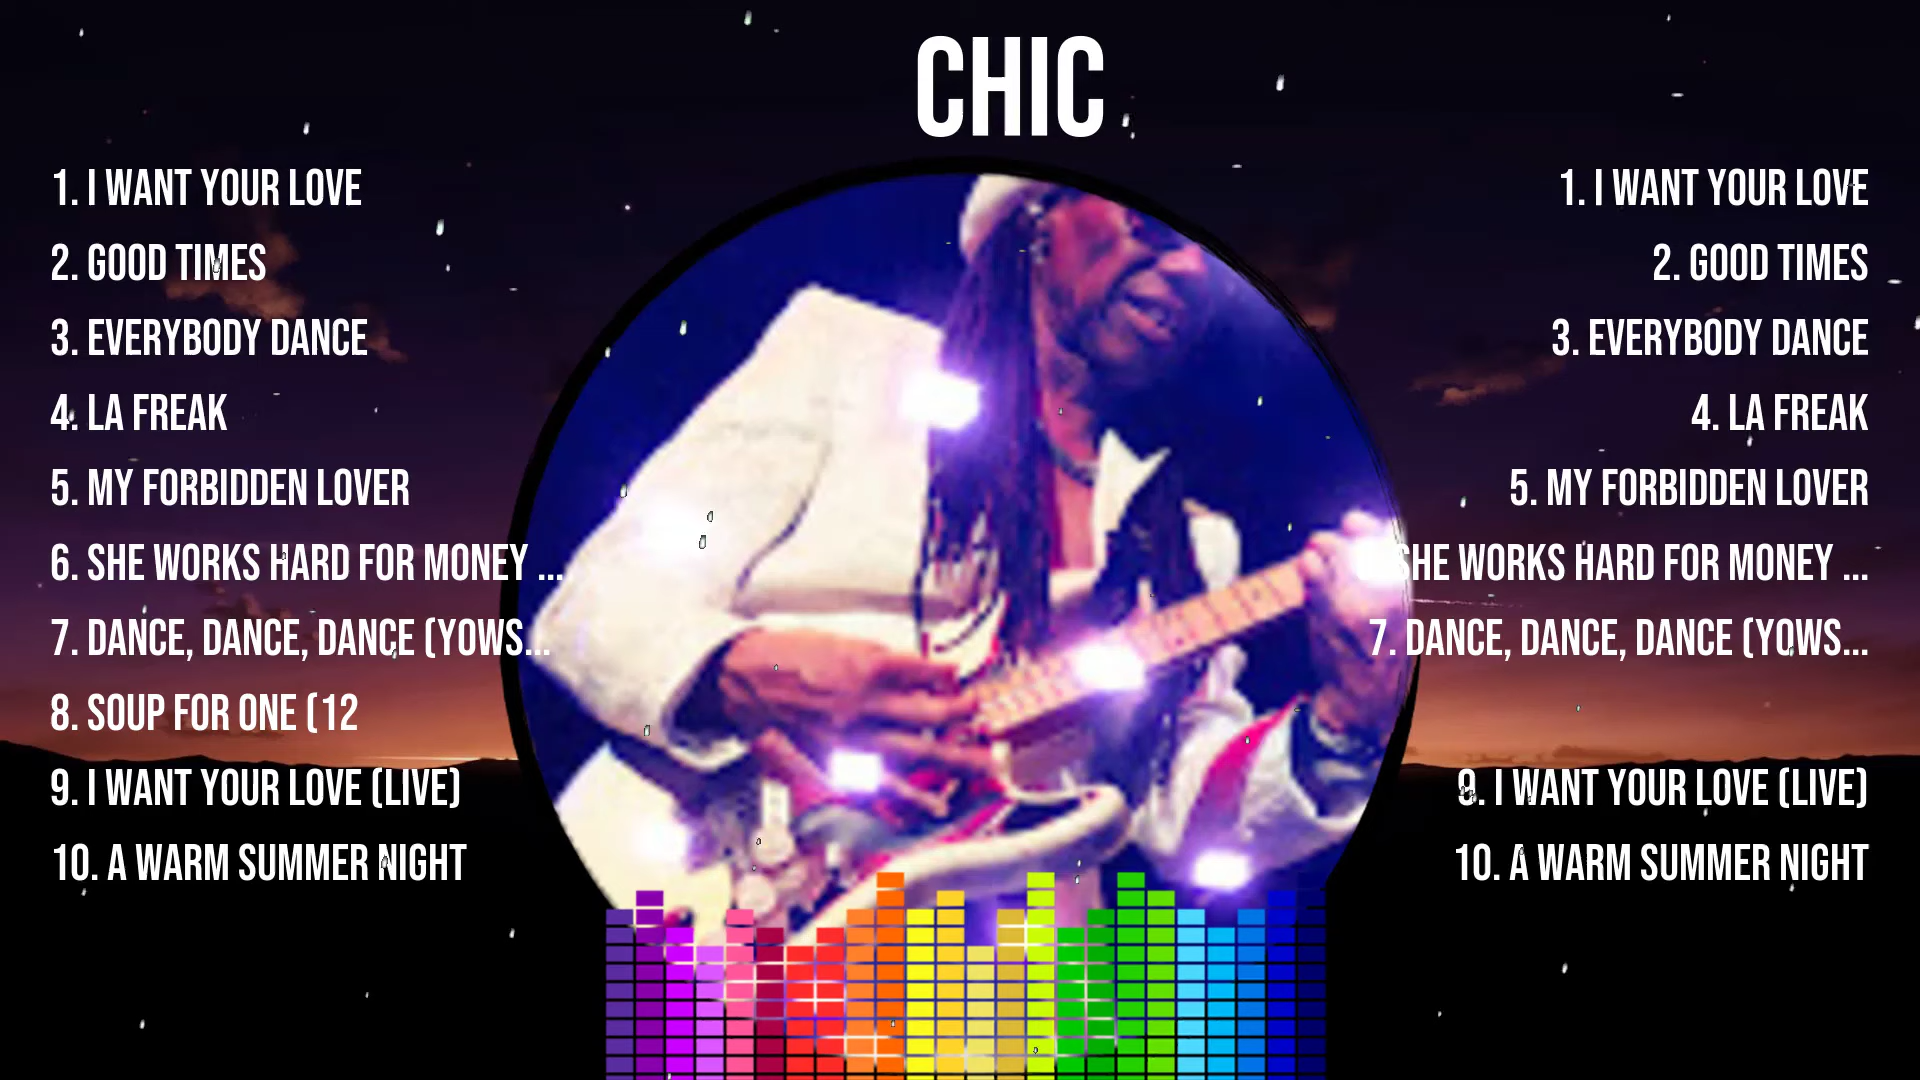 CHIC
1. I WANT YOUR LOVE
2. GOOD TIMES
3. EVERYBODY DANCE
4. LA FREAK
5. MY FORBIDDEN LOVER
6. SHE WORKS HARD FOR MONEY ...
7. DANCE, DANCE, DANCE (YOWS...
8. SOUP FOR ONE (12
9. I WANT YOUR LOVE (LIVE)
10. A WARM SUMMER NIGHT
1. I WANT YOUR LOVE
2. GOOD TIMES
3. EVERYBODY DANCE
4. LA FREAK
5. MY FORBIDDEN LOVER
SHE WORKS HARD FOR MONEY ...
7. DANCE, DANCE, DANCE (YOWS...
9. I WANT YOUR LOVE (LIVE)
10. A WARM SUMMER NIGHT